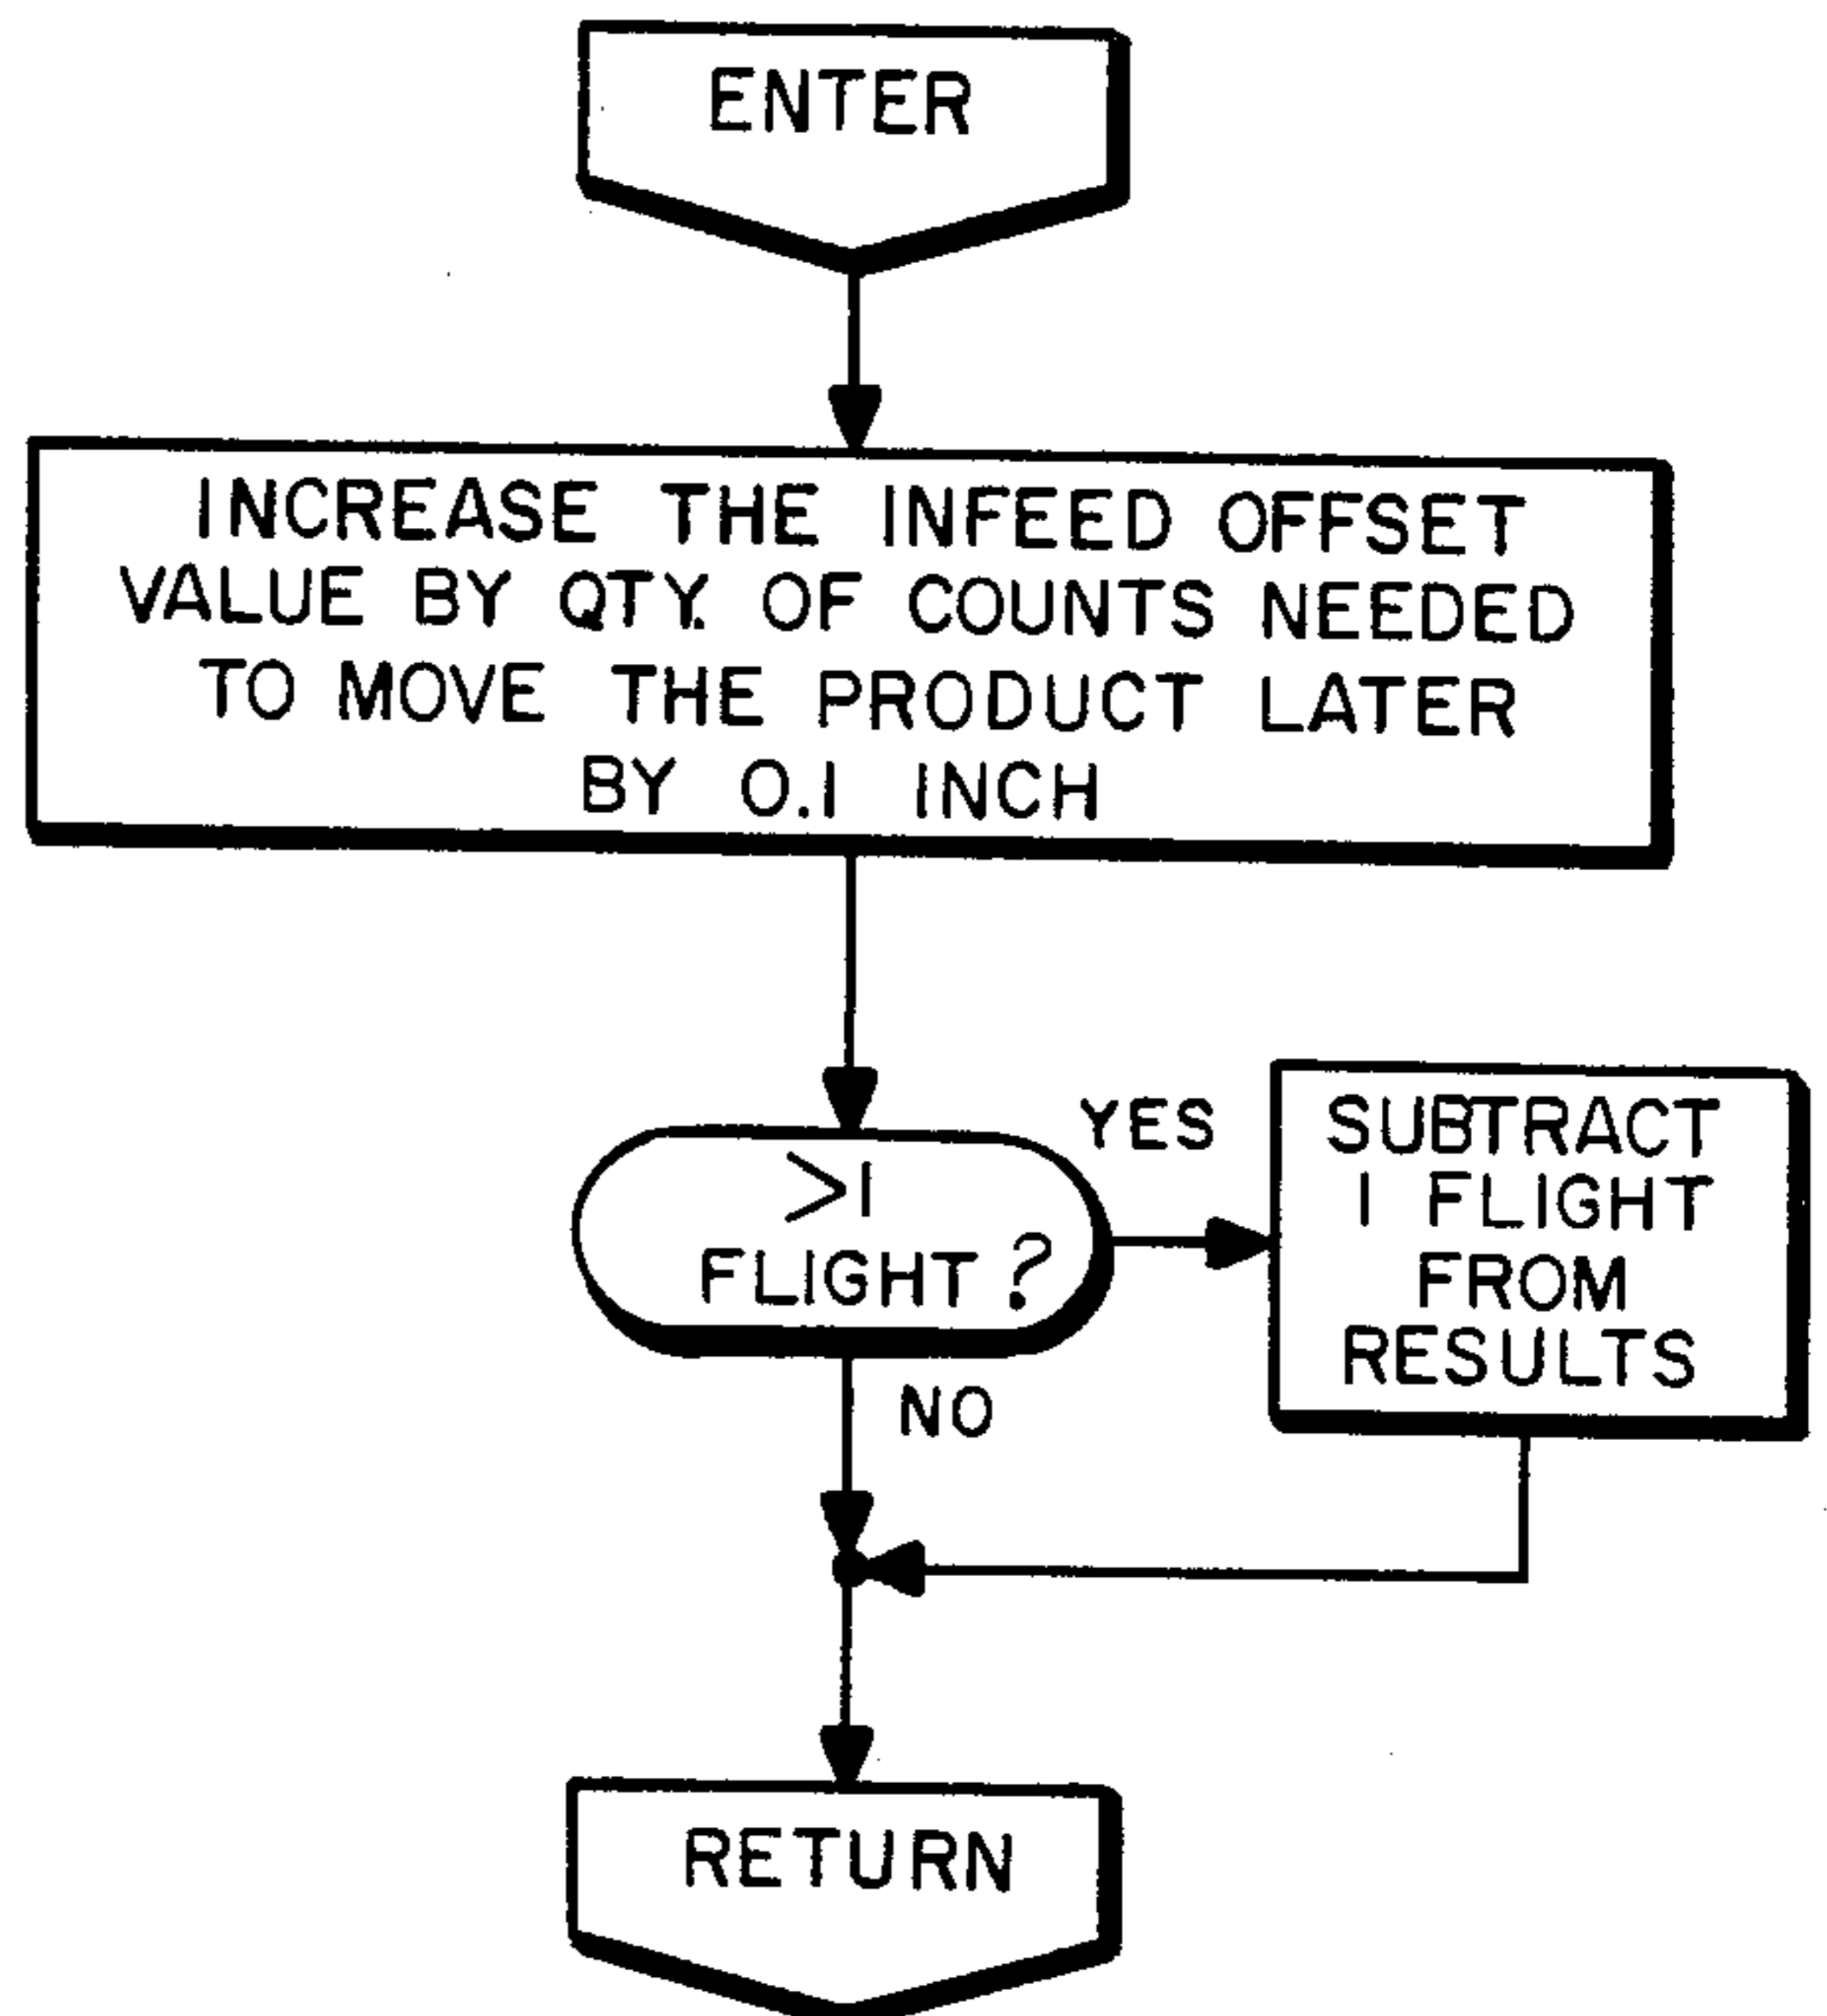 ENTER
INCREASE THE INFEED OFFSET
VALUE BY QTY. OF COUNTS NEEDED
TO MOVE THE PRODUCT LATER
BY 0.1 INCH
>1
FLIGHT?
YES
SUBTRACT
1 FLIGHT
FROM
RESULTS
NO
RETURN